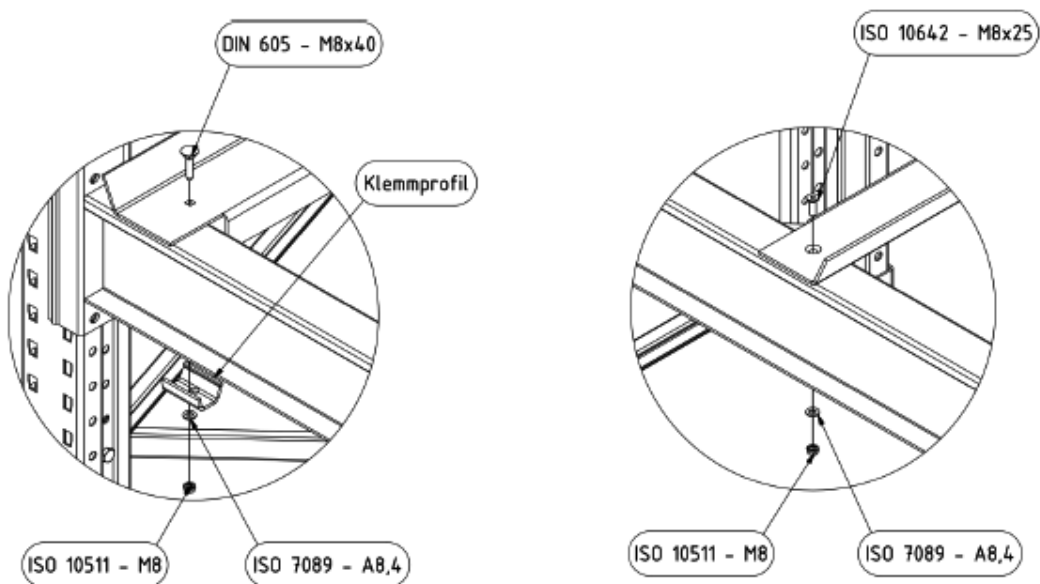 DIN 605 - M8x40
ISO 10642 - M8x25
Klemmprofil
ISO 10511 - M8
ISO 7089 - A8,4
ISO 10511 - M8
ISO 7089 - A8,4